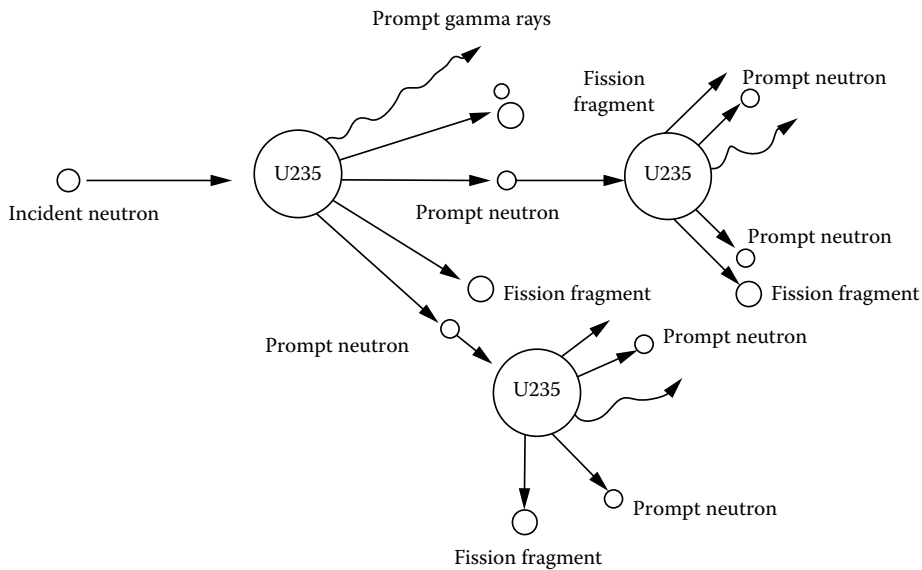 Prompt gamma rays
Fission
fragment
Prompt neutron
U235
U235
Incident neutron
Prompt neutron
Prompt neutron
Fission fragment
Fission fragment
Prompt neutron
Prompt neutron
U235
Prompt neutron
Fission fragment